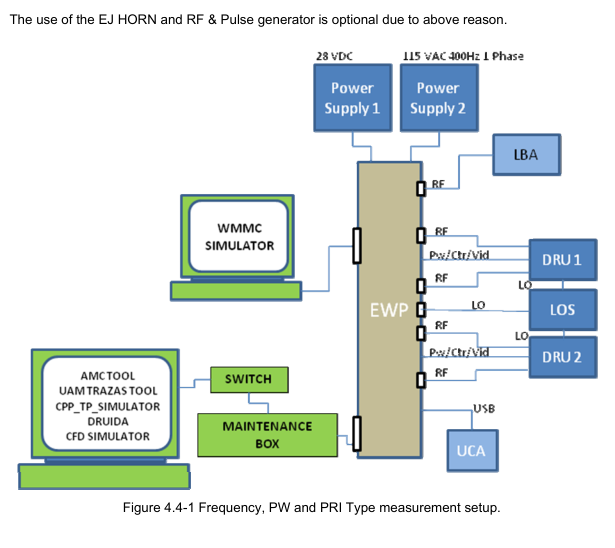 The use of the EJ HORN and RF & Pulse generator is optional due to above reason.
28 VDC
115 VAC 400Hz 1 Phase
Power
Supply 1
Power
Supply 2
LBA
RF
WMMC
SIMULATOR
RF
Pw/Ctr/Vid
DRU 1
RF
LO
EWP
LO
LOS
RF
LO
Pw/Ctr/Vid
DRU 2
RF
AMCTOOL
UAM TRAZAS TOOL
CPP_TP_SIMULATOR
DRUIDA
CFD SIMULATOR
SWITCH
MAINTENANCE
BOX
USB
UCA
Figure 4.4-1 Frequency, PW and PRI Type measurement setup.